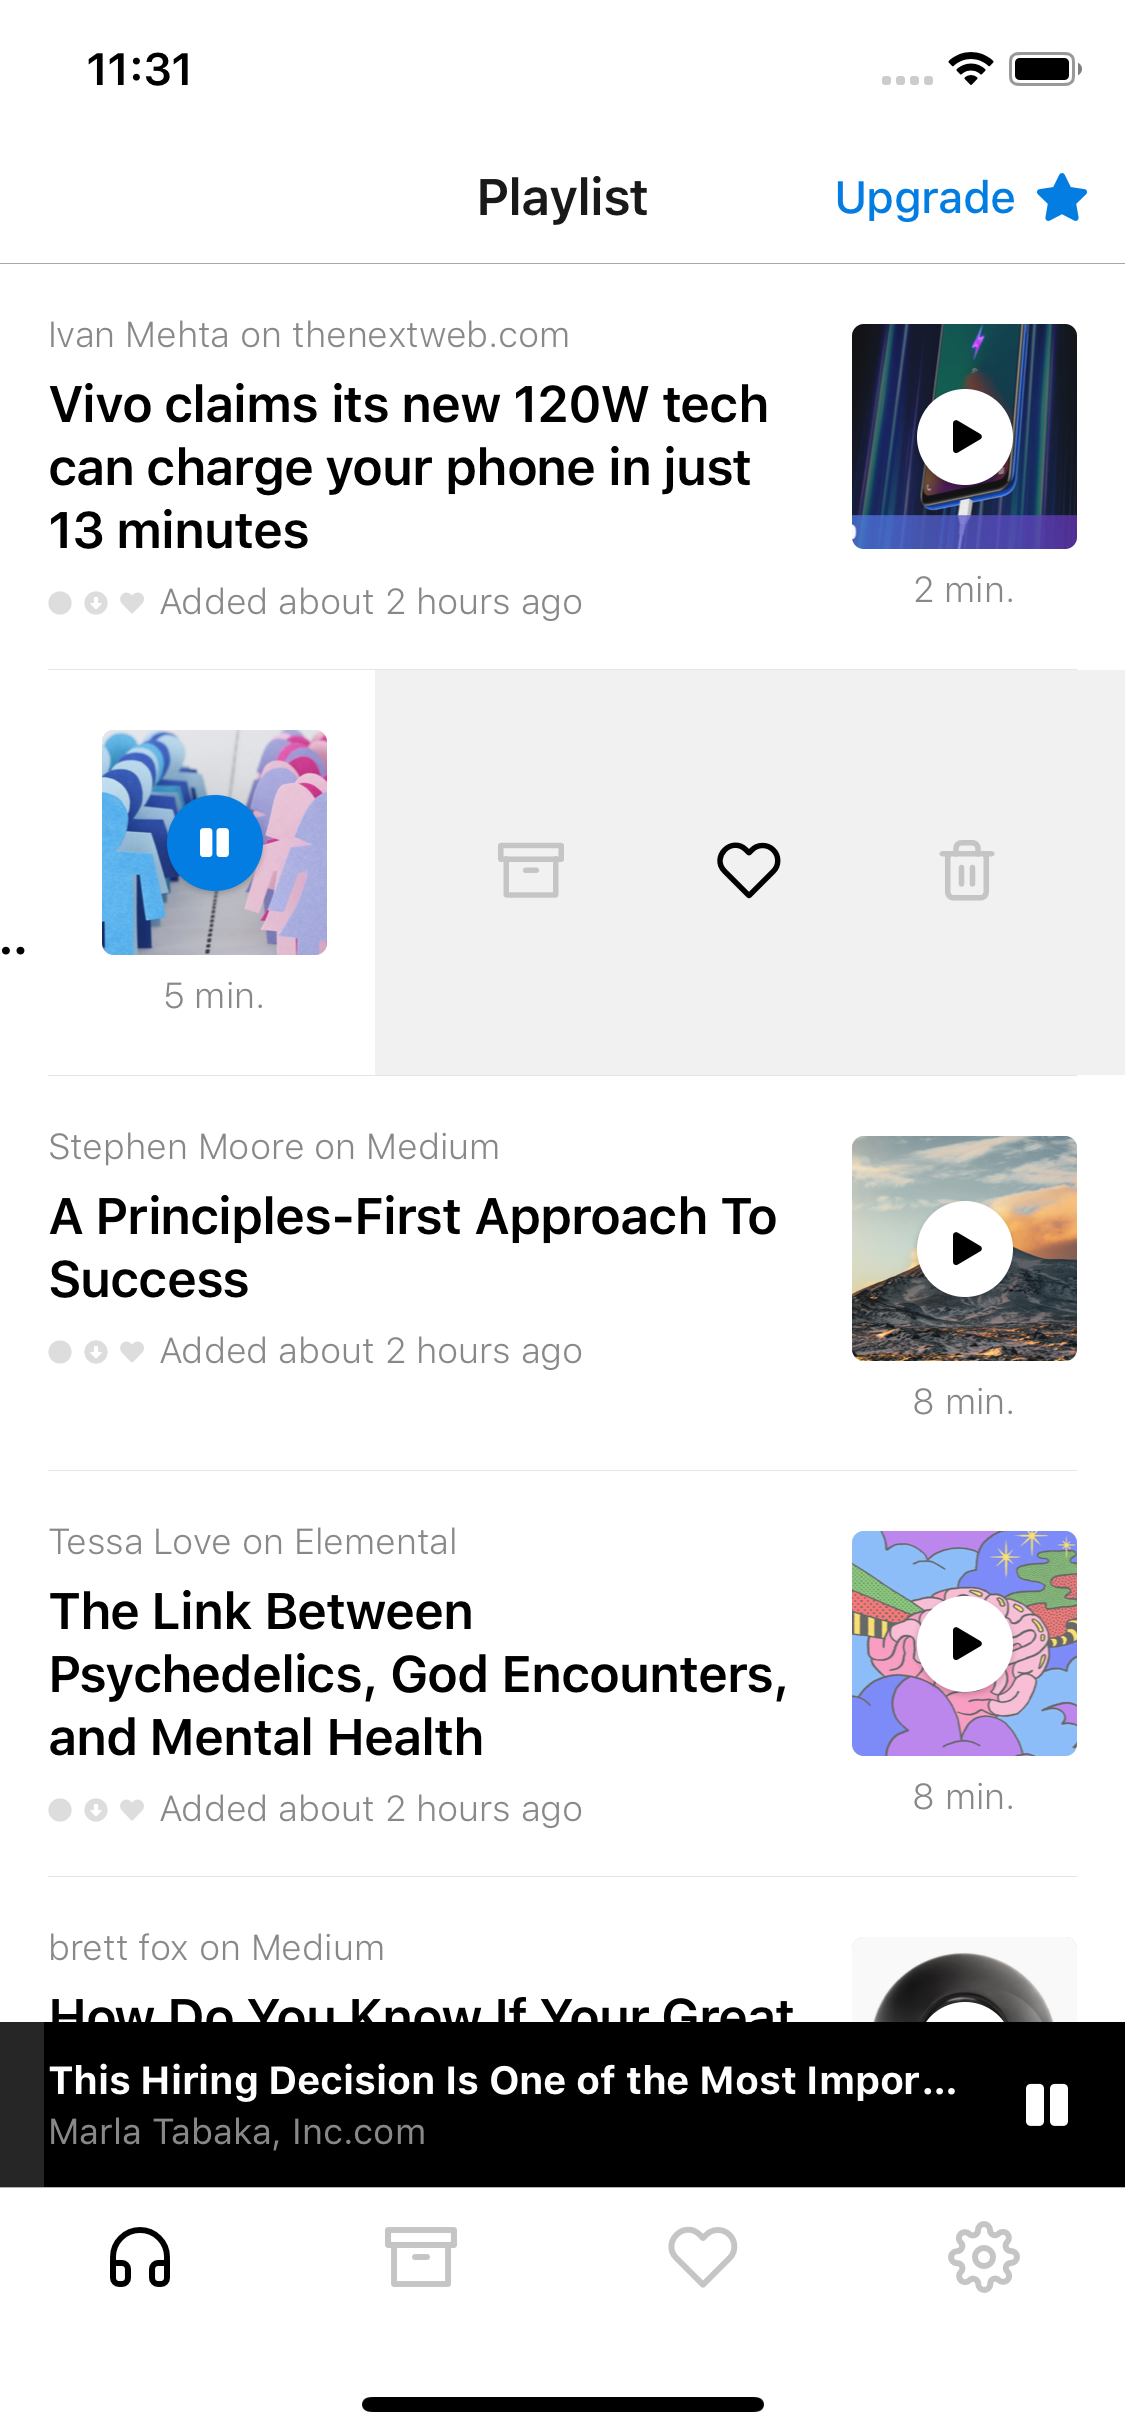 11:31
Playlist
Upgrade
Ivan Mehta on thenextweb.com
Vivo claims its new 120W tech
can charge your phone in just
13 minutes
Added about 2 hours ago
2 min.
..
5 min.
Stephen Moore on Medium
A Principles-First Approach To
Success
Added about 2 hours ago
8 min.
Tessa Love on Elemental
The Link Between
Psychedelics, God Encounters,
and Mental Health
Added about 2 hours ago
8 min.
brett fox on Medium
How Do You Know If Your Great
This Hiring Decision Is One of the Most Impor...
Marla Tabaka, Inc.com